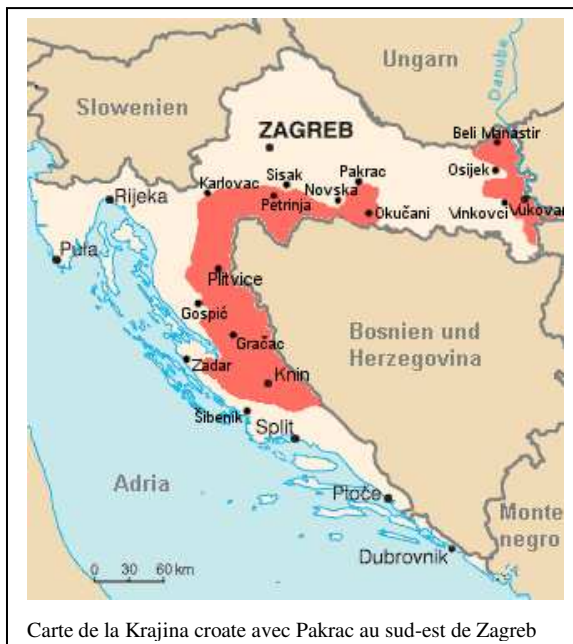 Ungarn
Danube
Slowenien
Beli Manastir
ZAGREB
Osijek
Sisak
Pakrac
Karlovac
Novska
Rijeka
Petrinja
Okučani
Vinkovci
Vukovar
Pula
Plitvice
Gospić
Bosnien und
Herzegovina
Gračac
Zadar
Knin
Šibenik
Split
Adria
Ploče
Monte
negro
0 30 60 km
Dubrovnik
Carte de la Krajina croate avec Pakrac au sud-est de Zagreb